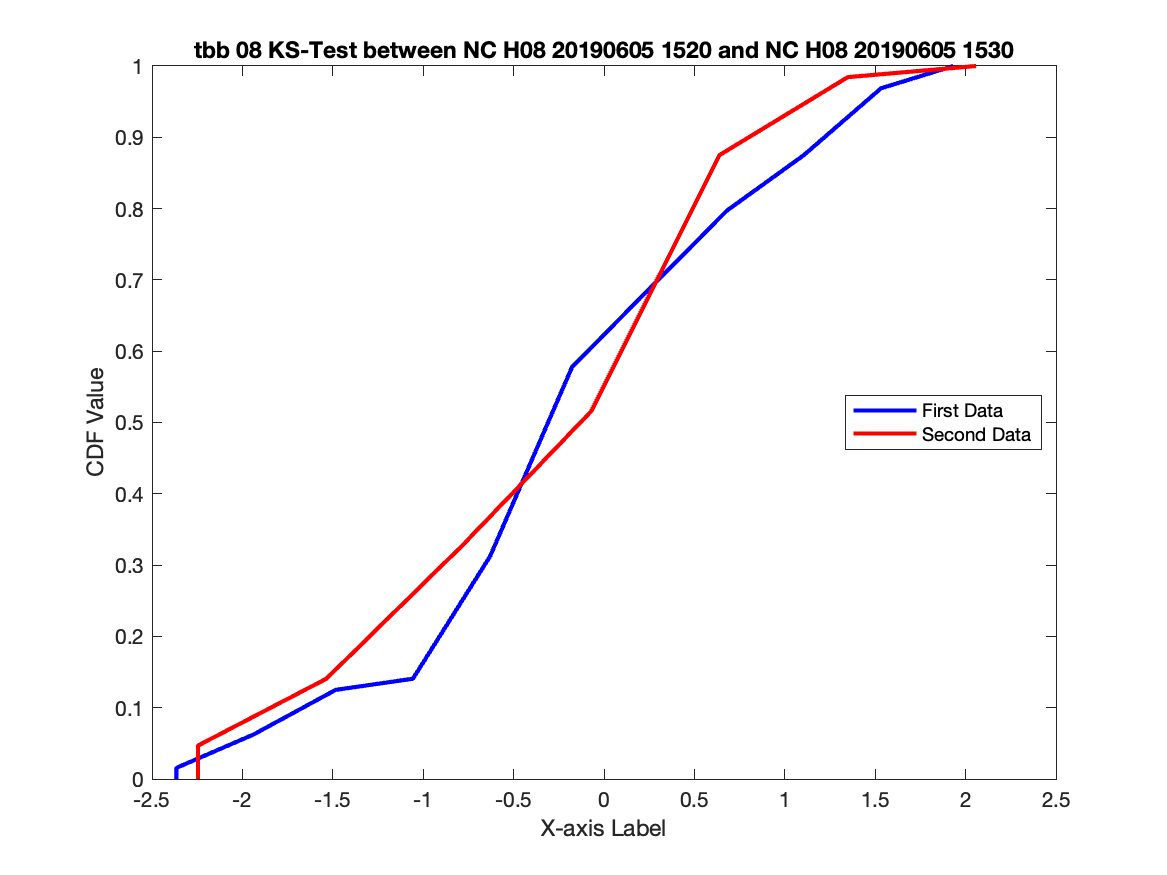 tbb 08 KS-Test between NC H08 20190605 1520 and NC H08 20190605 1530
1
0.9
0.8
0.7
0.6
0.5
0.4
0.3
0.2
0.1
0
CDF Value
First Data
Second Data
-2.5 -2 -1.5 -1 -0.5 0 0.5 1 1.5 2 2.5
X-axis Label